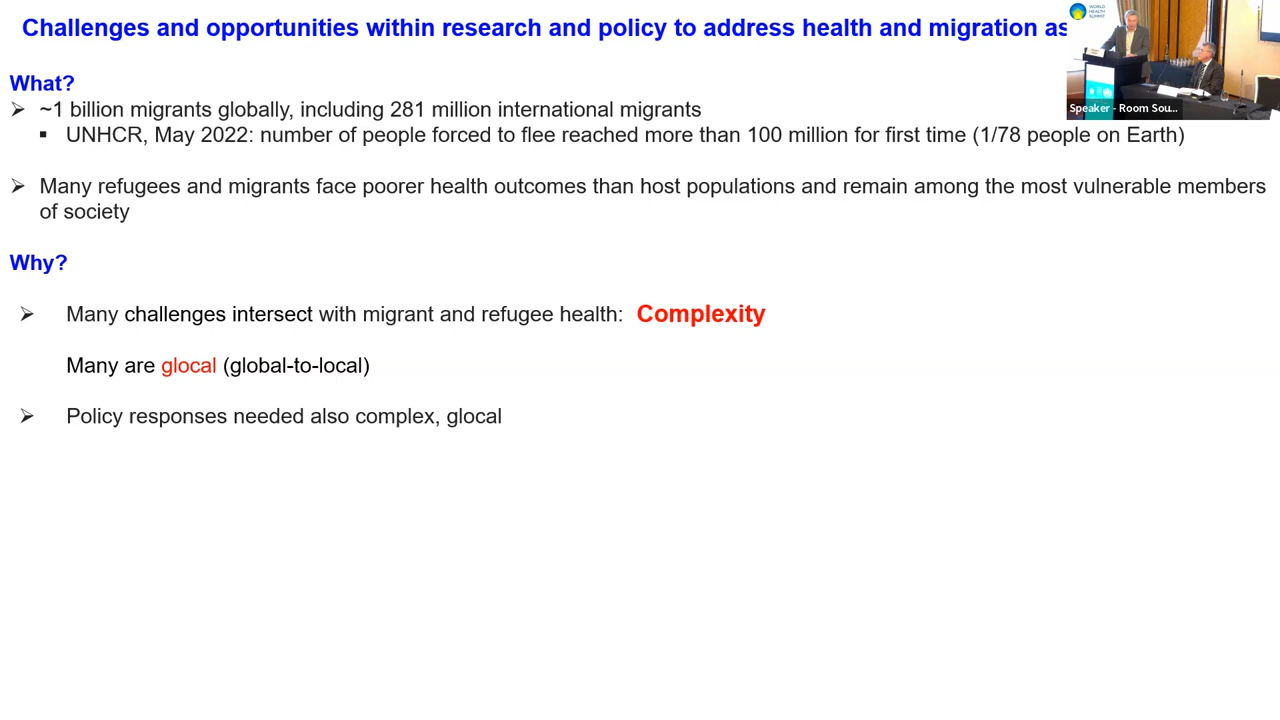 Challenges and opportunities within research and policy to address health and migration as
WORLD
HEALTH
SUMMIT
What?
➢ ~1 billion migrants globally, including 281 million international migrants
Speaker - Room Sou...
▪ UNHCR, May 2022: number of people forced to flee reached more than 100 million for first time (1/78 people on Earth)
➢ Many refugees and migrants face poorer health outcomes than host populations and remain among the most vulnerable members
of society
Why?
➢ Many challenges intersect with migrant and refugee health: Complexity
Many are glocal (global-to-local)
➢ Policy responses needed also complex, glocal